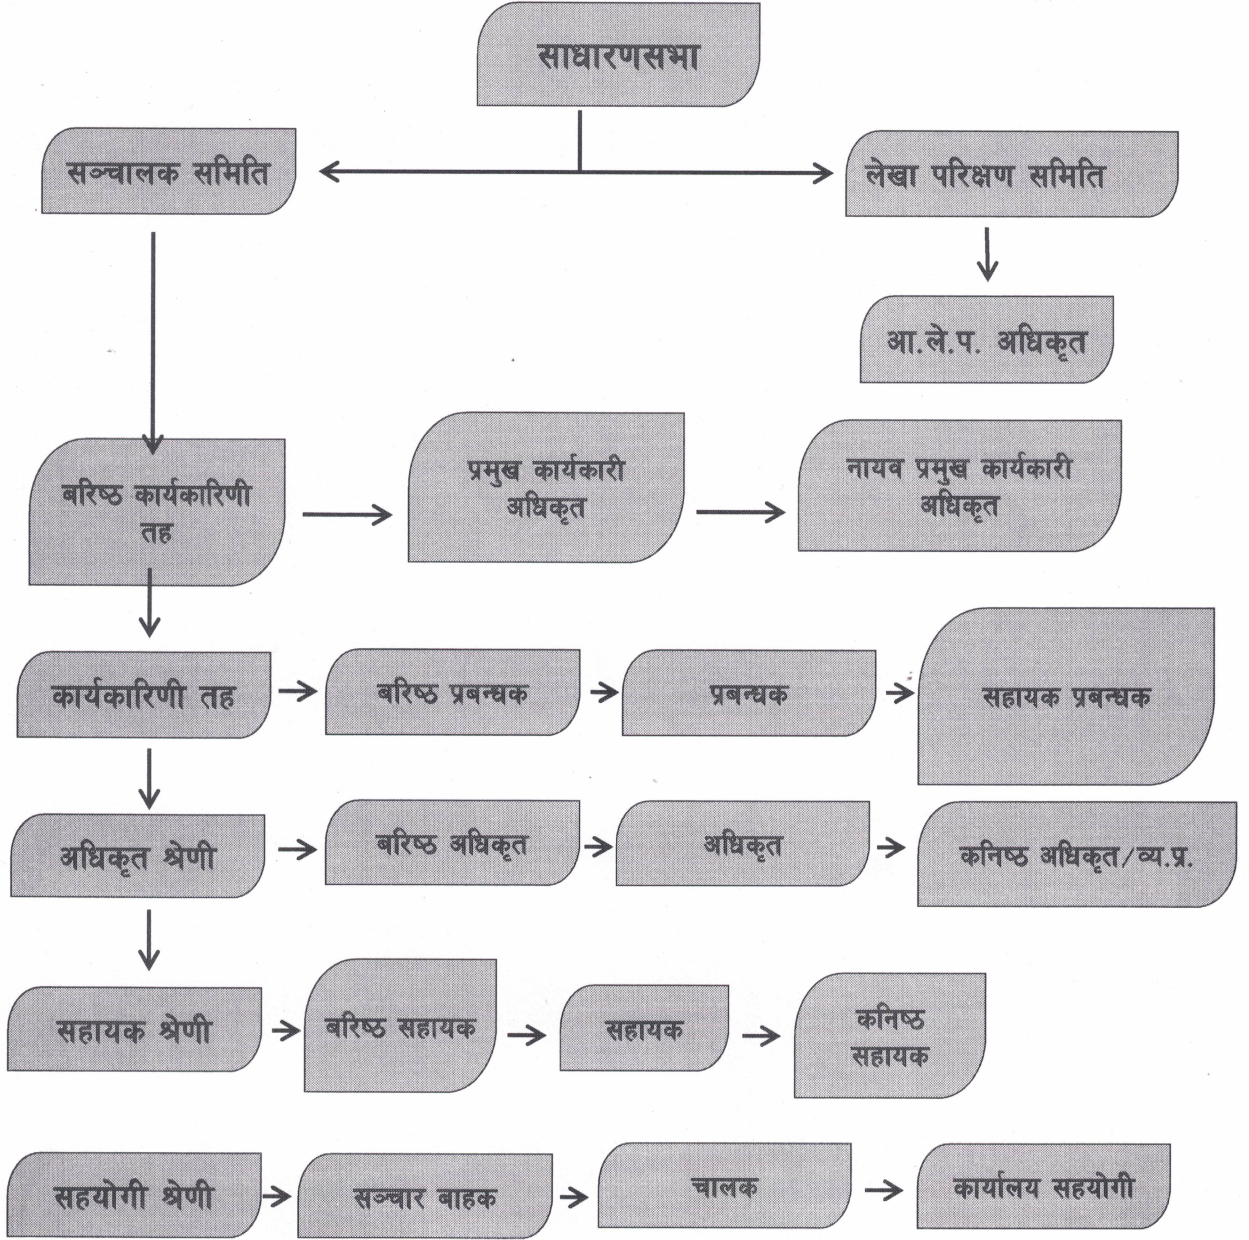 साधारणसभा
सञ्चालक समिति
लेखा परिक्षण समिति
आ.ले.प. अधिकृत
बरिष्ठ कार्यकारिणी
तह
प्रमुख कार्यकारी
अधिकृत
नायव प्रमुख कार्यकारी
अधिकृत
कार्यकारिणी तह
बरिष्ठ प्रबन्धक
प्रबन्धक
सहायक प्रबन्धक
अधिकृत श्रेणी
बरिष्ठ अधिकृत
अधिकृत
कनिष्ठ अधिकृत/व्य.प्र.
सहायक श्रेणी
बरिष्ठ सहायक
सहायक
कनिष्ठ
सहायक
सहयोगी श्रेणी
सञ्चार बाहक
चालक
कार्यालय सहयोगी